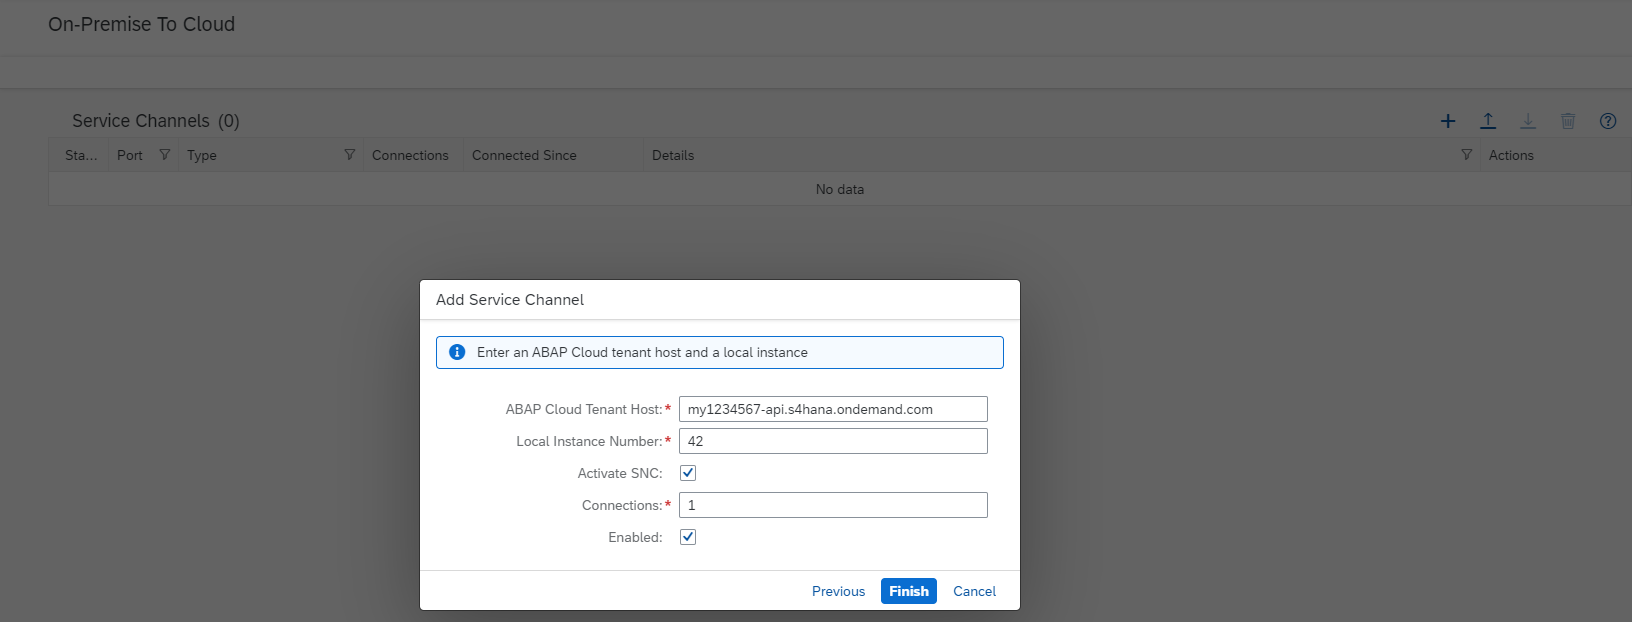 On-Premise To Cloud
Service Channels (0)
Sta... Port Type Connections Connected Since Details Actions
No data
Add Service Channel
Enter an ABAP Cloud tenant host and a local instance
ABAP Cloud Tenant Host:* my1234567-api.s4hana.ondemand.com
Local Instance Number:* 42
Activate SNC:
Connections:* 1
Enabled:
Previous Finish Cancel